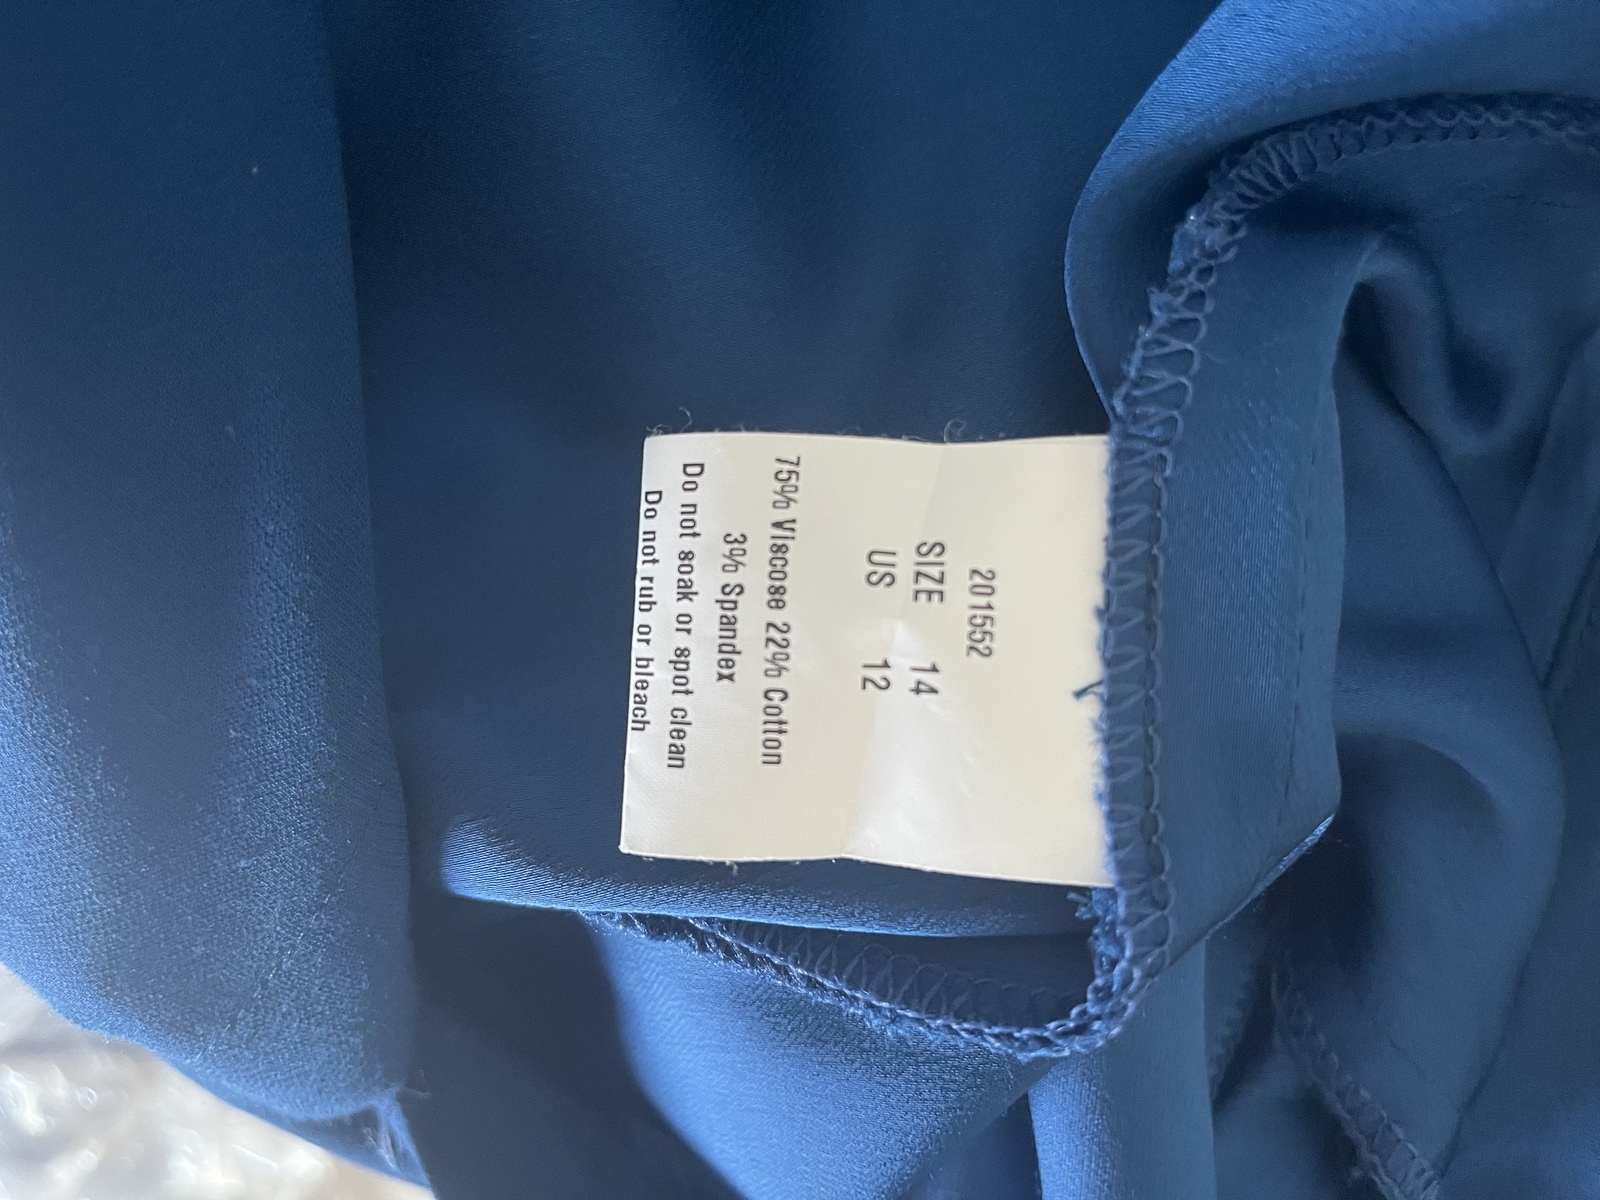 201552
SIZE 14
US 12
75% Viscose 22% Cotton
3% Spandex
Do not soak or spot clean
Do not rub or bleach